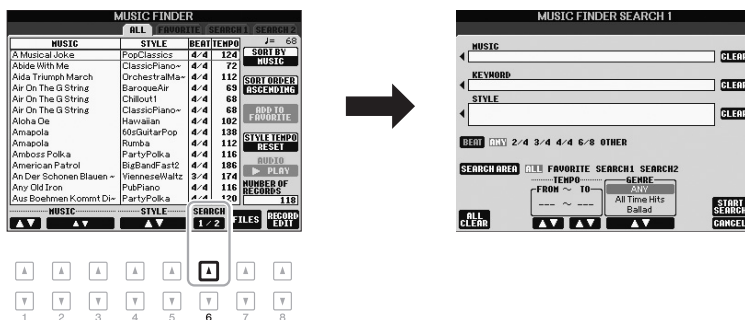 MUSIC FINDER
ALL FAVORITE SEARCH1 SEARCH2
MUSIC STYLE BEAT TEMPO
♩= 68
A Musical Joke PopClassics 4/4 124
Abide With Me ClassicPiano~ 4/4 72
Aida Triumph March OrchestralMa~ 4/4 112
Air On The G String BaroqueAir 4/4 69
Air On The G String Chillout1 4/4 68
Air On The G String ClassicPiano~ 4/4 68
Aloha Oe Hawaiian 4/4 102
Amapola 60sGuitarPop 4/4 138
Amapola Rumba 4/4 112
Amboss Polka PartyPolka 4/4 116
American Patrol BigBandFast2 4/4 186
An Der Schonen Blauen ~ VienneseWaltz 3/4 174
Any Old Iron PubPiano 4/4 116
Aus Boehmen Kommt Di~ PartyPolka 4/4 120
SORT BY
MUSIC
SORT ORDER
ASCENDING
ADD TO
FAVORITE
STYLE TEMPO
RESET
AUDIO
▶ PLAY
NUMBER OF
RECORDS
118
MUSIC STYLE SEARCH
▲▼ ▲▼ ▲▼ 1/2 FILES RECORD
EDIT
1 2 3 4 5 6 7 8
MUSIC FINDER SEARCH 1
MUSIC
CLEAR
KEYWORD
STYLE
CLEAR
BEAT ANY 2/4 3/4 4/4 6/8 OTHER
SEARCH AREA ALL FAVORITE SEARCH1 SEARCH2
TEMPO GENRE
FROM ~ TO ANY
--- ~ --- All Time Hits
Ballad
ALL
CLEAR
▲▼ ▲▼ ▲▼
START
SEARCH
CANCEL